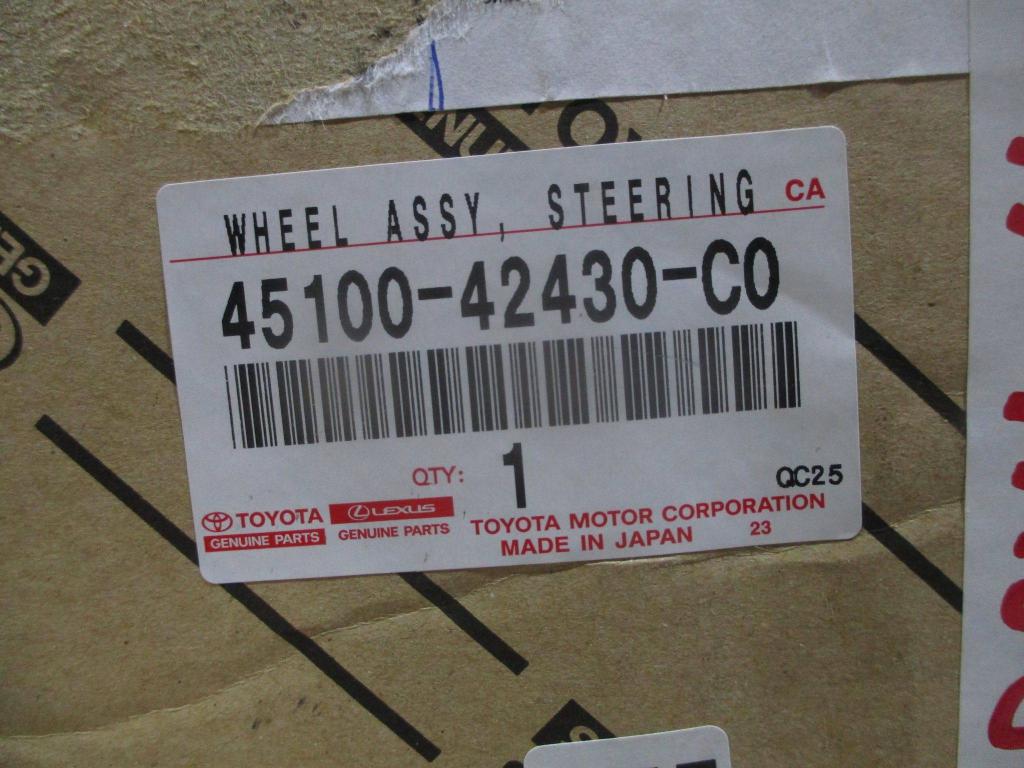 WHEEL ASSY, STEERING CA
45100-42430-C0
QTY: 1
QC25
TOYOTA
GENUINE PARTS
LEXUS
GENUINE PARTS
TOYOTA MOTOR CORPORATION
MADE IN JAPAN 23